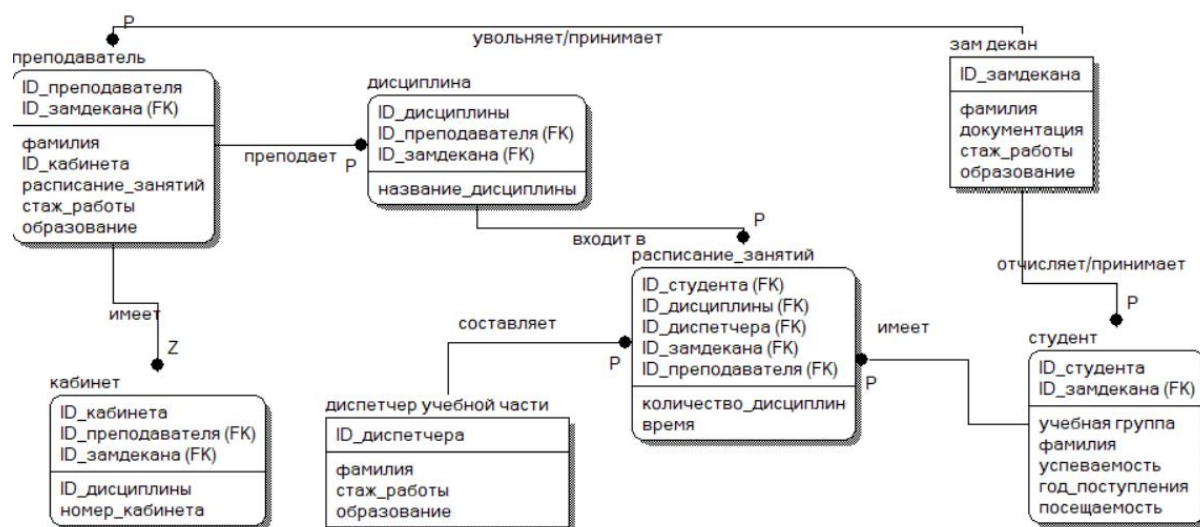 P
увольняет/принимает
преподаватель
ID_преподавателя
ID_замдекана (FK)
фамилия
ID_кабинета
расписание_занятий
стаж_работы
образование
преподает
P
дисциплина
ID_дисциплины
ID_преподавателя (FK)
ID_замдекана (FK)
название_дисциплины
зам декан
ID_замдекана
фамилия
документация
стаж_работы
образование
входит в
P
расписание_занятий
ID_студента (FK)
ID_дисциплины (FK)
ID_диспетчера (FK)
ID_замдекана (FK)
ID_преподавателя (FK)
количество_дисциплин
время
отчисляет/принимает
P
имеет
Z
кабинет
ID_кабинета
ID_преподавателя (FK)
ID_замдекана (FK)
ID_дисциплины
номер_кабинета
составляет
P
диспетчер учебной части
ID_диспетчера
фамилия
стаж_работы
образование
имеет
P
студент
ID_студента
ID_замдекана (FK)
учебная группа
фамилия
успеваемость
год_поступления
посещаемость